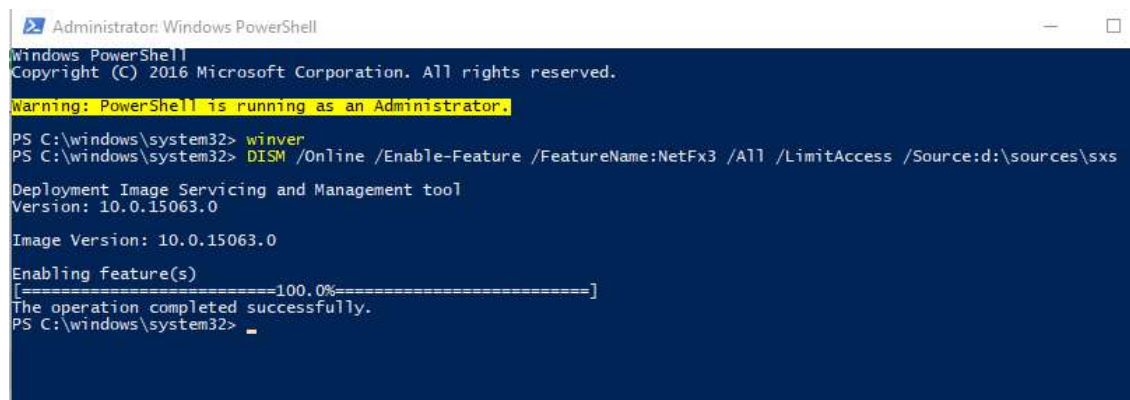 Administrator: Windows PowerShell
Windows PowerShell
Copyright (C) 2016 Microsoft Corporation. All rights reserved.
Warning: PowerShell is running as an Administrator.
PS C:\windows\system32> winver
PS C:\windows\system32> DISM /Online /Enable-Feature /FeatureName:NetFx3 /All /LimitAccess /Source:d:\sources\sxs
Deployment Image Servicing and Management tool
Version: 10.0.15063.0
Image Version: 10.0.15063.0
Enabling feature(s)
[==========================100.0%==========================]
The operation completed successfully.
PS C:\windows\system32> _